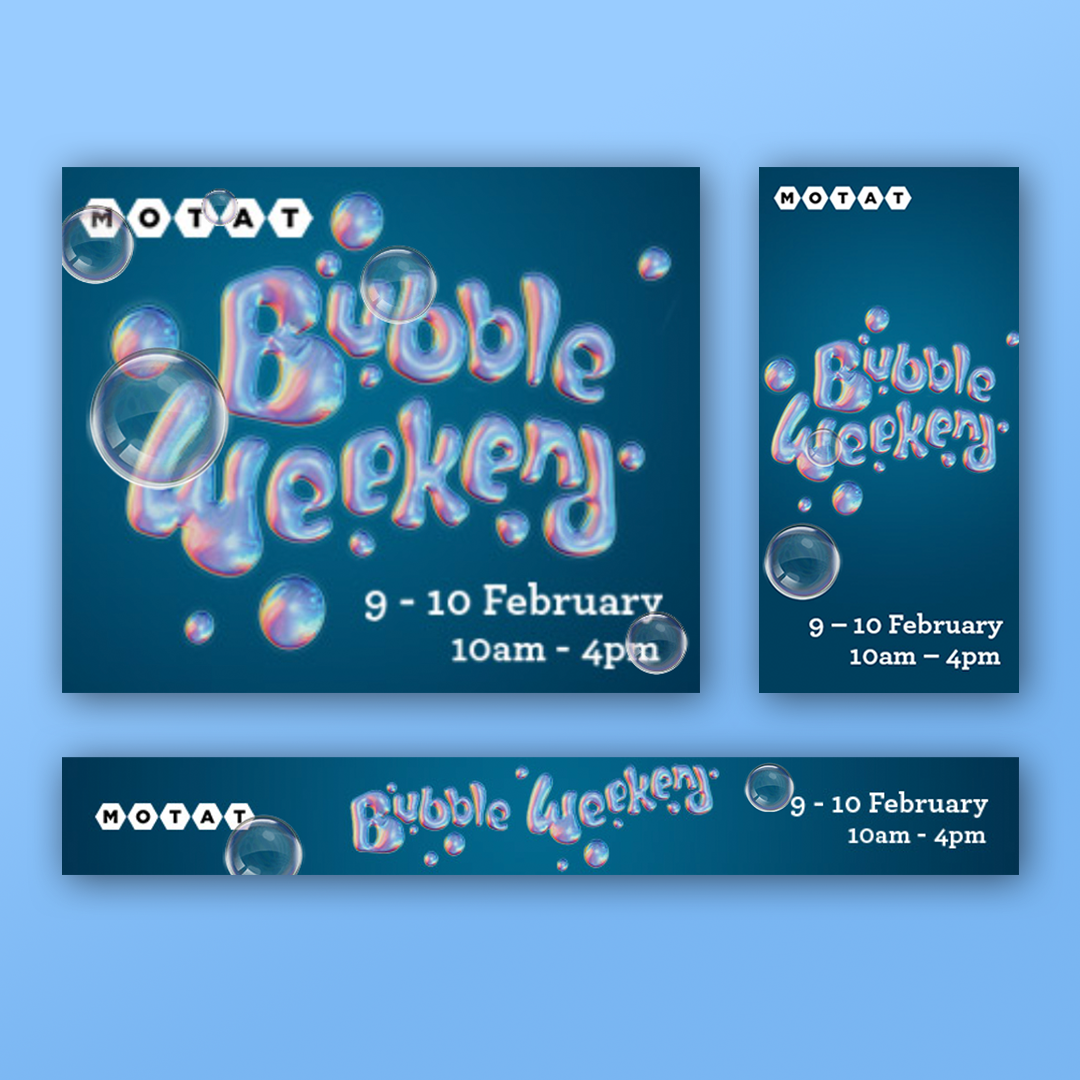 MOTAT
Bubble
Weekend
9 - 10 February
10am - 4pm
MOTAT
Bubble
Weekend
9 – 10 February
10am – 4pm
MOTAT
Bubble Weekend
9 - 10 February
10am - 4pm